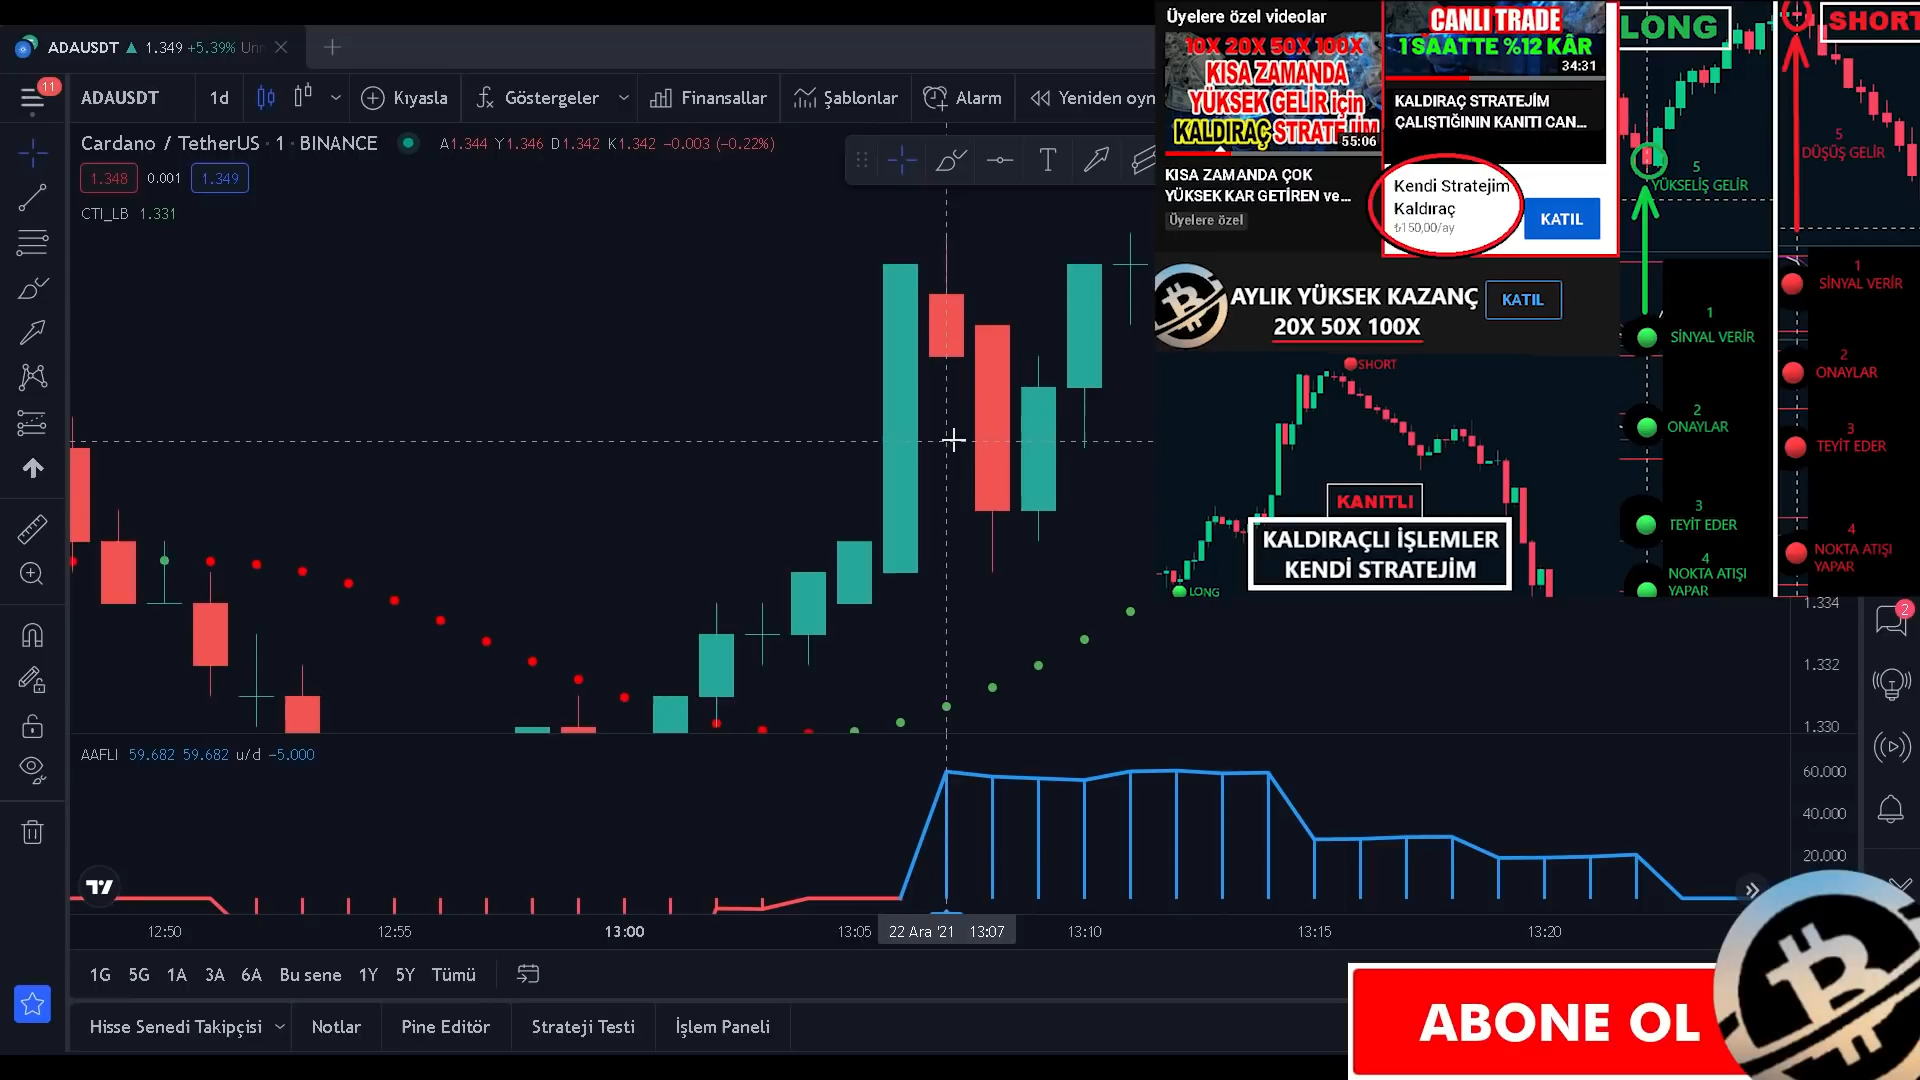 ADAUSDT ▲ 1.349 +5.39% Unn
11
ADAUSDT
1d
Kıyasla
Göstergeler
Finansallar
Şablonlar
Alarm
Yeniden oyn
Cardano / TetherUS · 1 · BINANCE
A1.344 Y1.346 D1.342 K1.342 −0.003 (−0.22%)
1.348
0.001
1.349
CTI_LB 1.331
T
Üyelere özel videolar
10X 20X 50X 100X
KISA ZAMANDA
YÜKSEK GELİR için
KALDIRAÇ STRATEJİM
55:06
KISA ZAMANDA ÇOK
YÜKSEK KAR GETİREN ve...
Üyelere özel
CANLI TRADE
1 SAATTE %12 KÂR
34:31
KALDIRAÇ STRATEJİM
ÇALIŞTIĞININ KANITI CAN...
Kendi Stratejim
Kaldıraç
₺150,00/ay
KATIL
AYLIK YÜKSEK KAZANÇ
20X 50X 100X
KATIL
SHORT
KANITLI
KALDIRAÇLI İŞLEMLER
KENDİ STRATEJİM
LONG
LONG
5
YÜKSELİŞ GELİR
1
SİNYAL VERİR
2
ONAYLAR
3
TEYİT EDER
4
NOKTA ATIŞI
YAPAR
SHORT
5
DÜŞÜŞ GELİR
1
SİNYAL VERİR
2
ONAYLAR
3
TEYİT EDER
4
NOKTA ATIŞI
YAPAR
1.334
1.332
1.330
2
AAFLI 59.682 59.682 u/d −5.000
60.000
40.000
20.000
12:50
12:55
13:00
13:05
22 Ara '21 13:07
13:10
13:15
13:20
1G 5G 1A 3A 6A Bu sene 1Y 5Y Tümü
Hisse Senedi Takipçisi
Notlar
Pine Editör
Strateji Testi
İşlem Paneli
ABONE OL